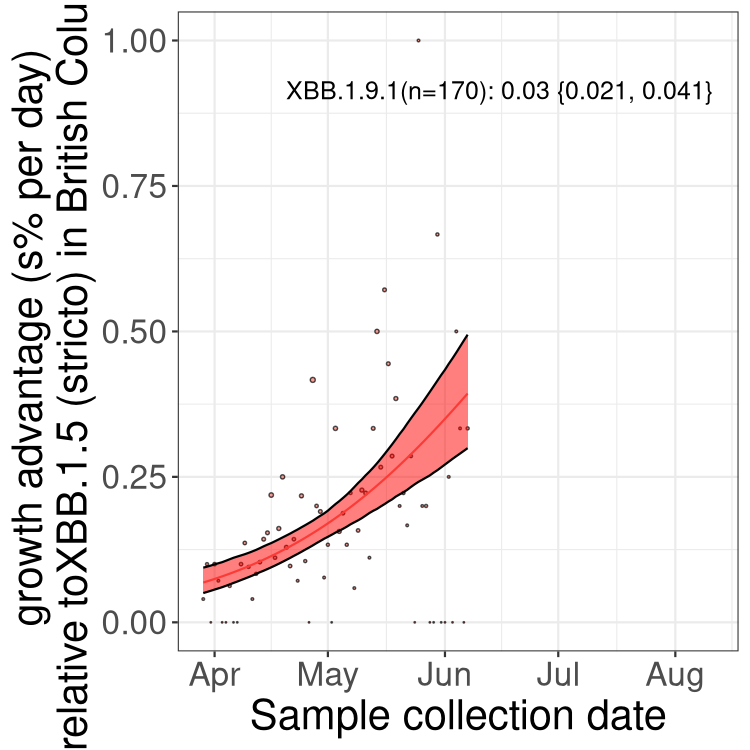 growth advantage (s% per day)
relative toXBB.1.5 (stricto) in British Colu
1.00
0.75
0.50
0.25
0.00
XBB.1.9.1(n=170): 0.03 {0.021, 0.041}
Apr May Jun Jul Aug
Sample collection date